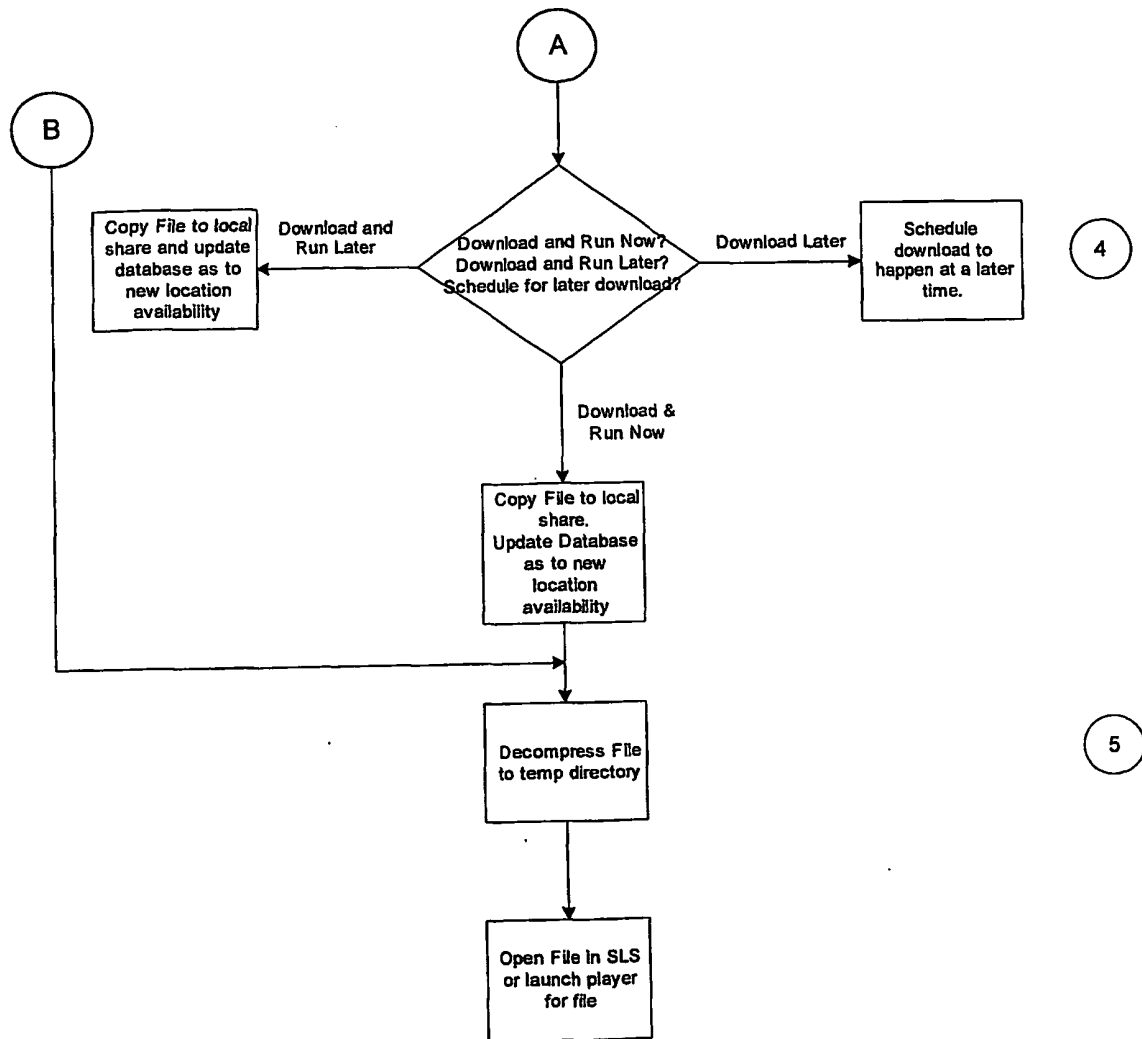 A
B
Copy File to local
share and update
database as to
new location
availability
Download and
Run Later
Download and Run Now?
Download and Run Later?
Schedule for later download?
Download Later
Schedule
download to
happen at a later
time.
4
Download &
Run Now
Copy File to local
share.
Update Database
as to new
location
availability
Decompress File
to temp directory
5
Open File in SLS
or launch player
for file